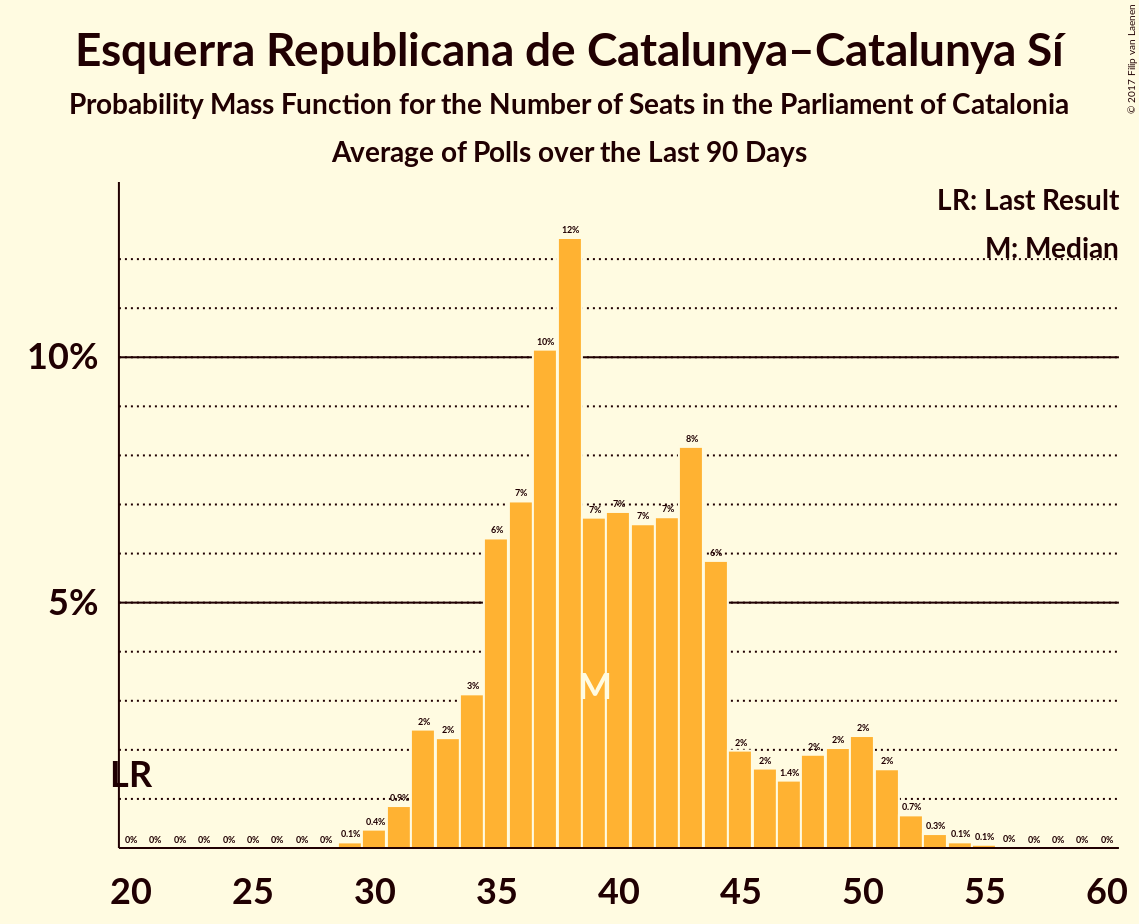 Esquerra Republicana de Catalunya–Catalunya Sí
Probability Mass Function for the Number of Seats in the Parliament of Catalonia
Average of Polls over the Last 90 Days
© 2017 Filip van Laenen
LR: Last Result
M: Median
10%
5%
0% 0% 0% 0% 0% 0% 0% 0% 0% 0.1% 0.4% 0.9% 2% 2% 3% 6% 7% 10% 12% 7% 7% 7% 7% 8% 6% 2% 2% 1.4% 2% 2% 2% 2% 0.7% 0.3% 0.1% 0.1% 0% 0% 0% 0% 0%
M
LR
20 25 30 35 40 45 50 55 60